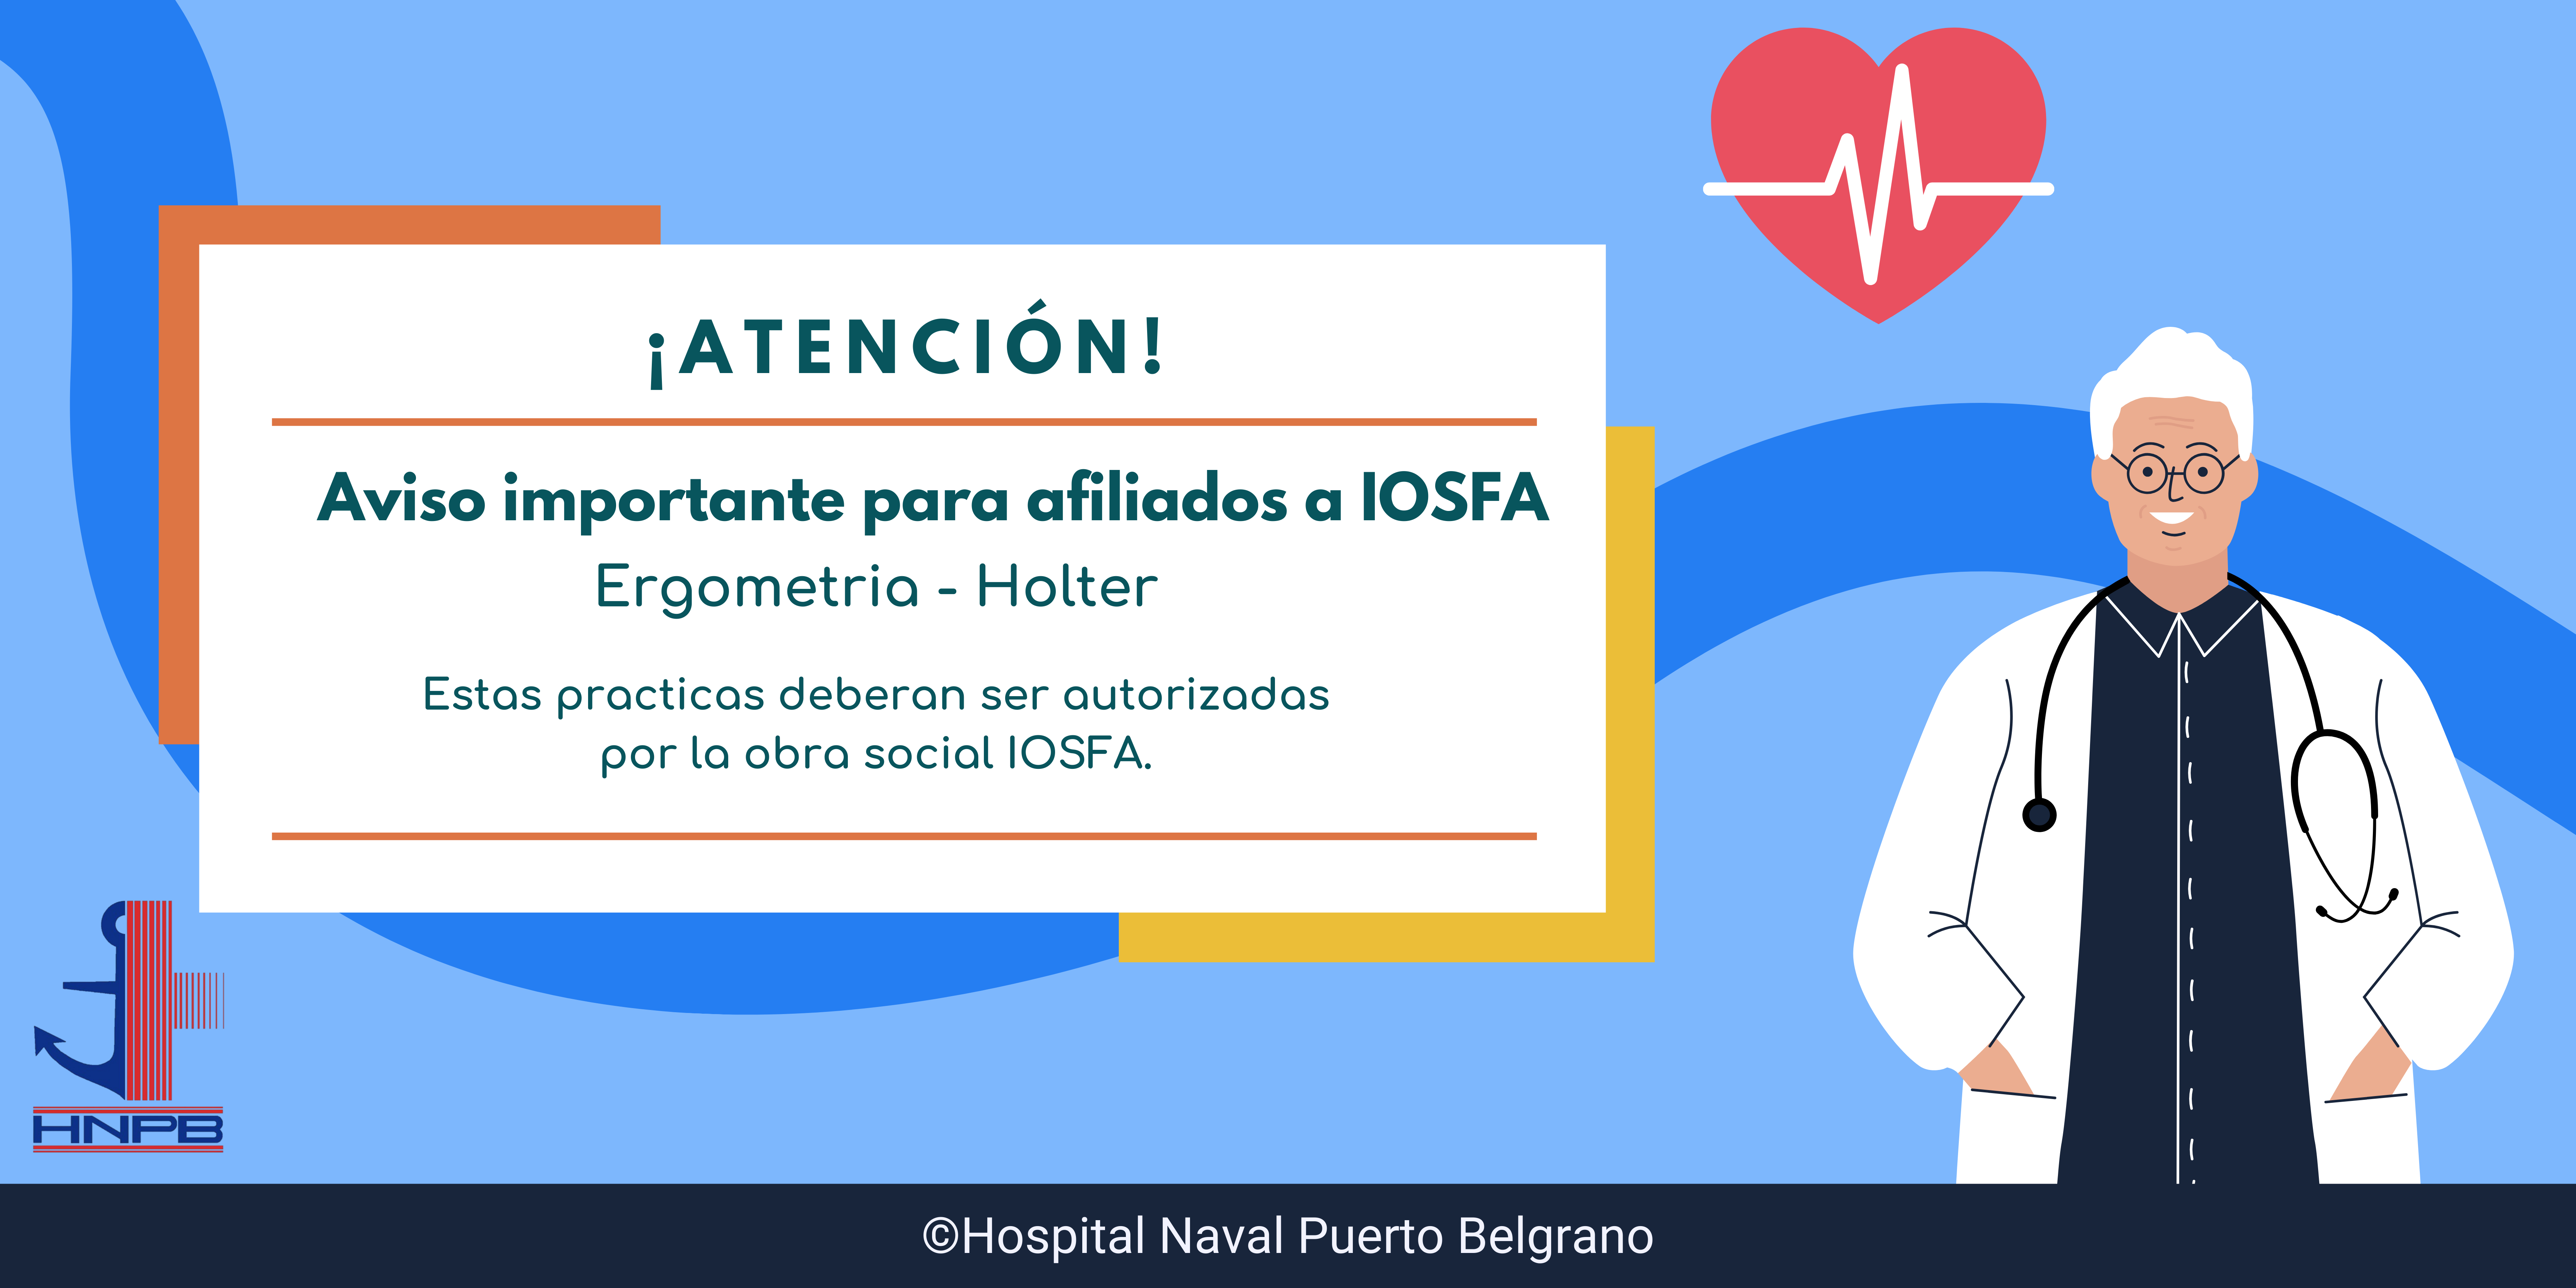 ¡ATENCIÓN!
Aviso importante para afiliados a IOSFA
Ergometria - Holter
Estas practicas deberan ser autorizadas
por la obra social IOSFA.
HNPB
©Hospital Naval Puerto Belgrano